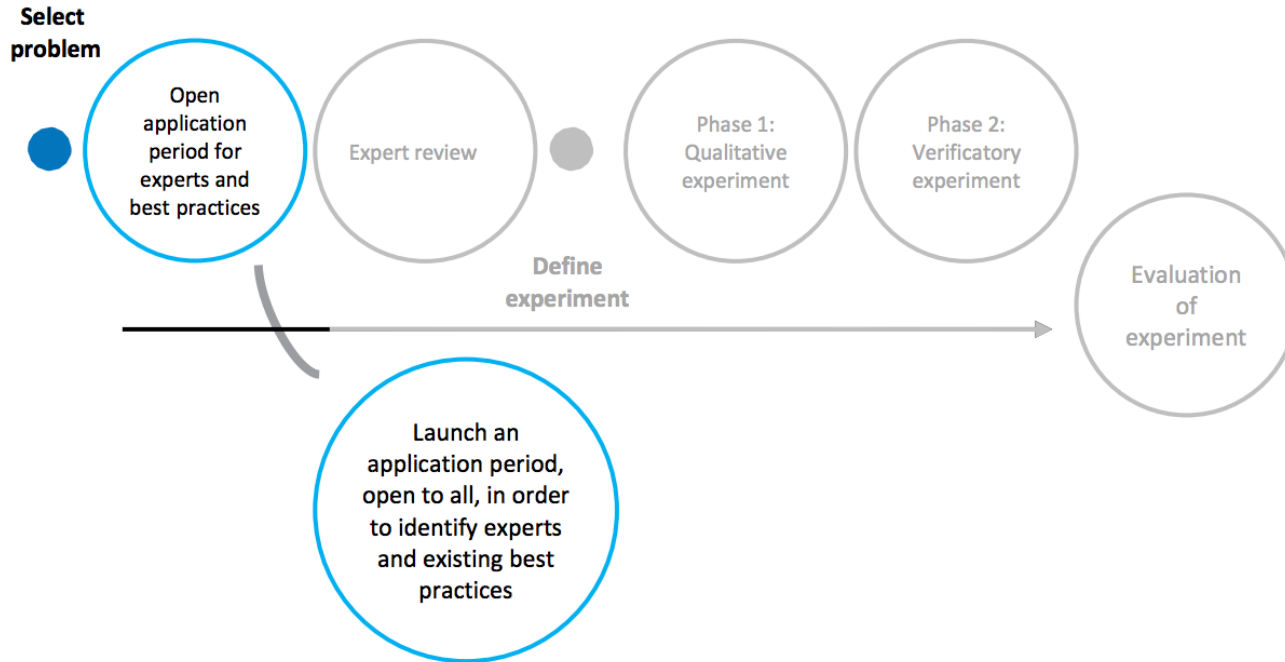 Select
problem
Open
application
period for
experts and
best practices
Expert review
Phase 1:
Qualitative
experiment
Phase 2:
Verificatory
experiment
Define
experiment
Evaluation
of
experiment
Launch an
application period,
open to all, in order
to identify experts
and existing best
practices